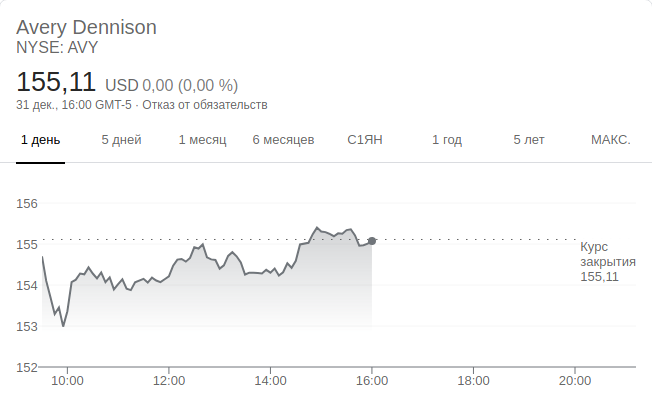 Avery Dennison
NYSE: AVY
155,11 USD 0,00 (0,00 %)
31 дек., 16:00 GMT-5 · Отказ от обязательств
1 день 5 дней 1 месяц 6 месяцев С1ЯН 1 год 5 лет МАКС.
156
155
154
153
152
Курс
закрытия
155,11
10:00 12:00 14:00 16:00 18:00 20:00